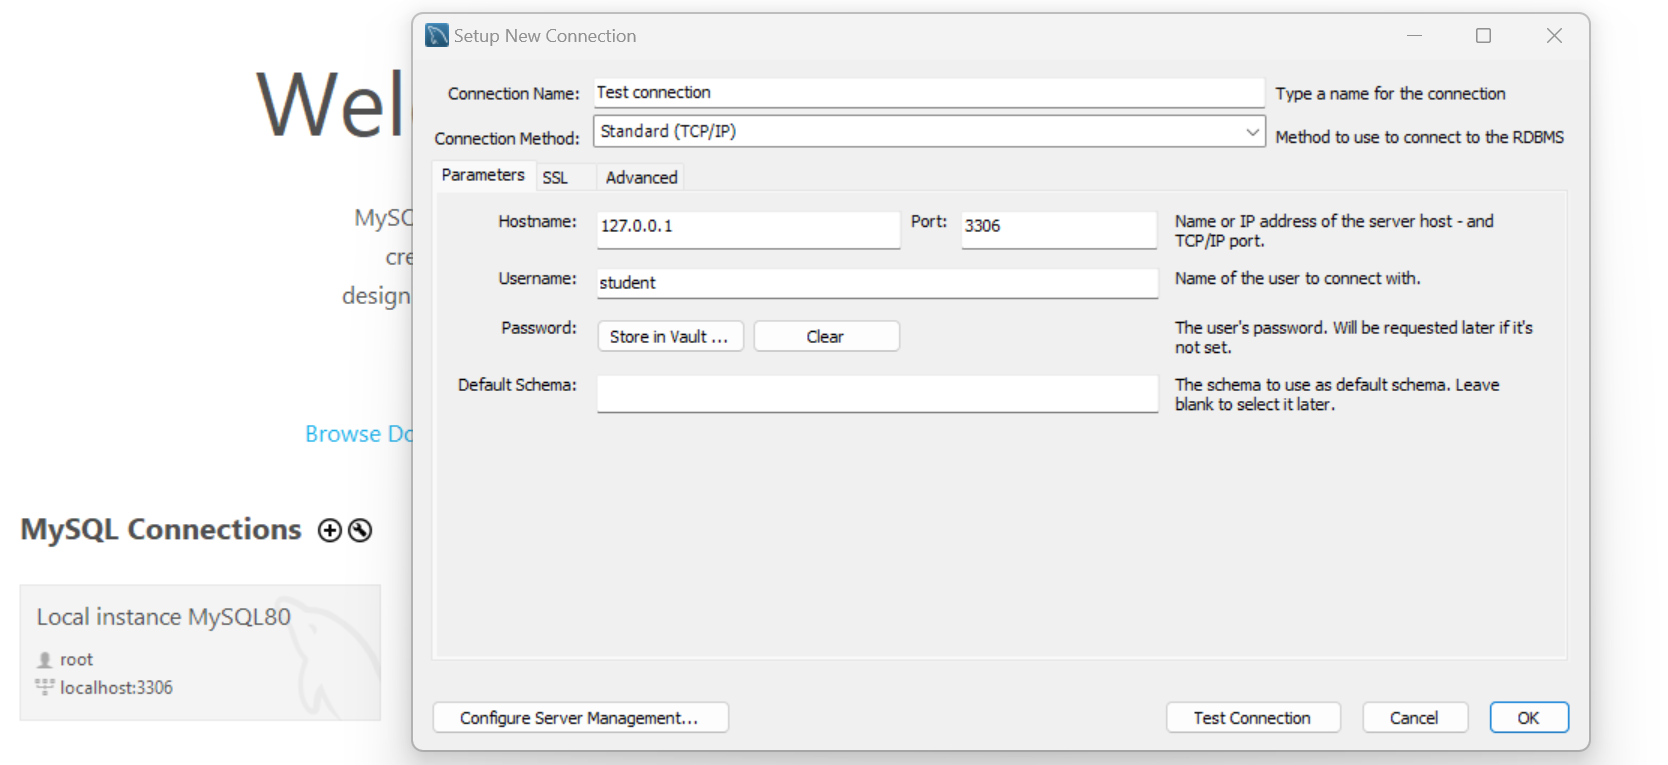 Setup New Connection
Connection Name: Test connection Type a name for the connection
Connection Method: Standard (TCP/IP) Method to use to connect to the RDBMS
Parameters SSL Advanced
Hostname: 127.0.0.1 Port: 3306 Name or IP address of the server host - and
TCP/IP port.
Username: student Name of the user to connect with.
Password: Store in Vault ... Clear The user's password. Will be requested later if it's
not set.
Default Schema: The schema to use as default schema. Leave
blank to select it later.
Configure Server Management... Test Connection Cancel OK
Wel
MySQ
cre
design
Browse Do
MySQL Connections
Local instance MySQL80
root
localhost:3306